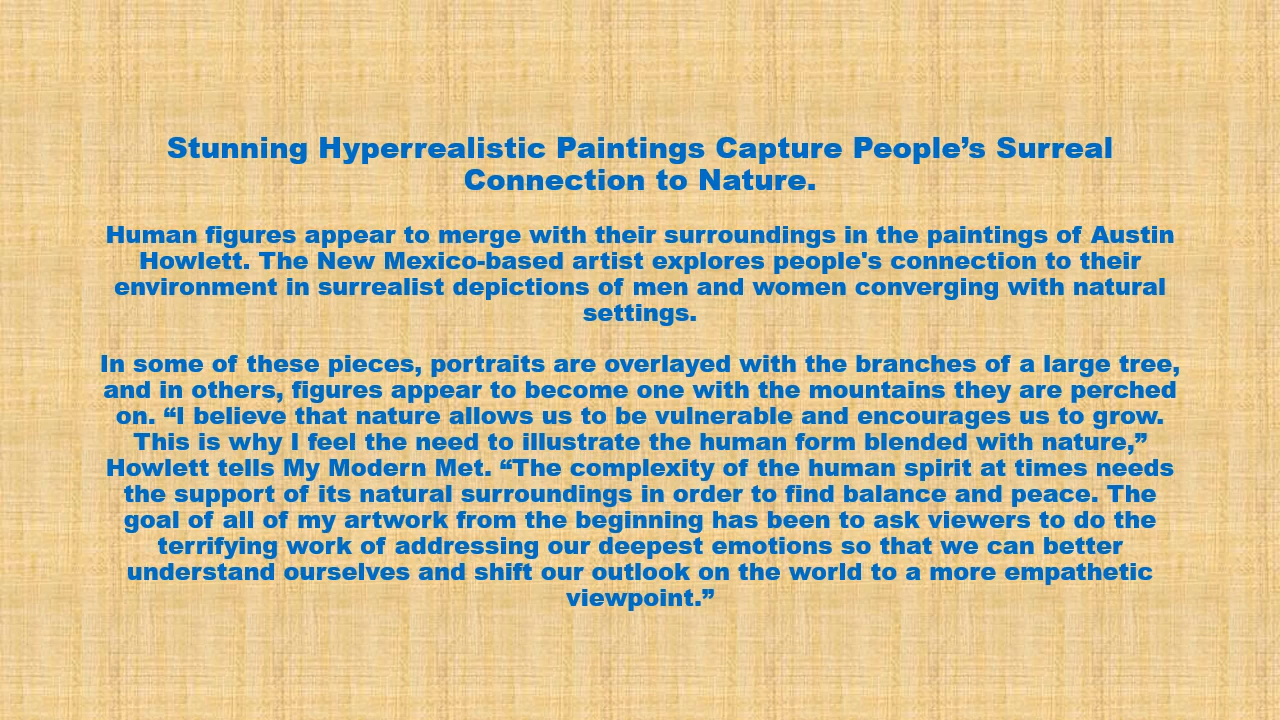 Stunning Hyperrealistic Paintings Capture People’s Surreal
Connection to Nature.
Human figures appear to merge with their surroundings in the paintings of Austin
Howlett. The New Mexico-based artist explores people's connection to their
environment in surrealist depictions of men and women converging with natural
settings.
In some of these pieces, portraits are overlayed with the branches of a large tree,
and in others, figures appear to become one with the mountains they are perched
on. “I believe that nature allows us to be vulnerable and encourages us to grow.
This is why I feel the need to illustrate the human form blended with nature,”
Howlett tells My Modern Met. “The complexity of the human spirit at times needs
the support of its natural surroundings in order to find balance and peace. The
goal of all of my artwork from the beginning has been to ask viewers to do the
terrifying work of addressing our deepest emotions so that we can better
understand ourselves and shift our outlook on the world to a more empathetic
viewpoint.”